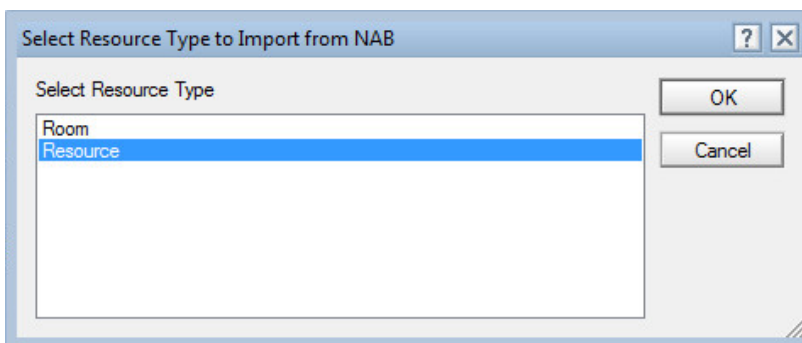 Select Resource Type to Import from NAB
Select Resource Type
OK
Room
Resource
Cancel